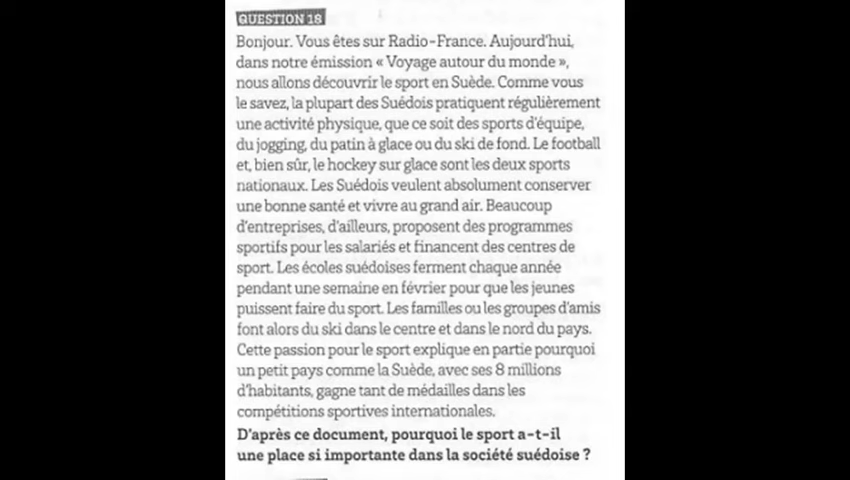 QUESTION 18
Bonjour. Vous êtes sur Radio-France. Aujourd'hui,
dans notre émission « Voyage autour du monde »,
nous allons découvrir le sport en Suède. Comme vous
le savez, la plupart des Suédois pratiquent régulièrement
une activité physique, que ce soit des sports d'équipe,
du jogging, du patin à glace ou du ski de fond. Le football
et, bien sûr, le hockey sur glace sont les deux sports
nationaux. Les Suédois veulent absolument conserver
une bonne santé et vivre au grand air. Beaucoup
d'entreprises, d'ailleurs, proposent des programmes
sportifs pour les salariés et financent des centres de
sport. Les écoles suédoises ferment chaque année
pendant une semaine en février pour que les jeunes
puissent faire du sport. Les familles ou les groupes d'amis
font alors du ski dans le centre et dans le nord du pays.
Cette passion pour le sport explique en partie pourquoi
un petit pays comme la Suède, avec ses 8 millions
d'habitants, gagne tant de médailles dans les
compétitions sportives internationales.
D'après ce document, pourquoi le sport a-t-il
une place si importante dans la société suédoise ?